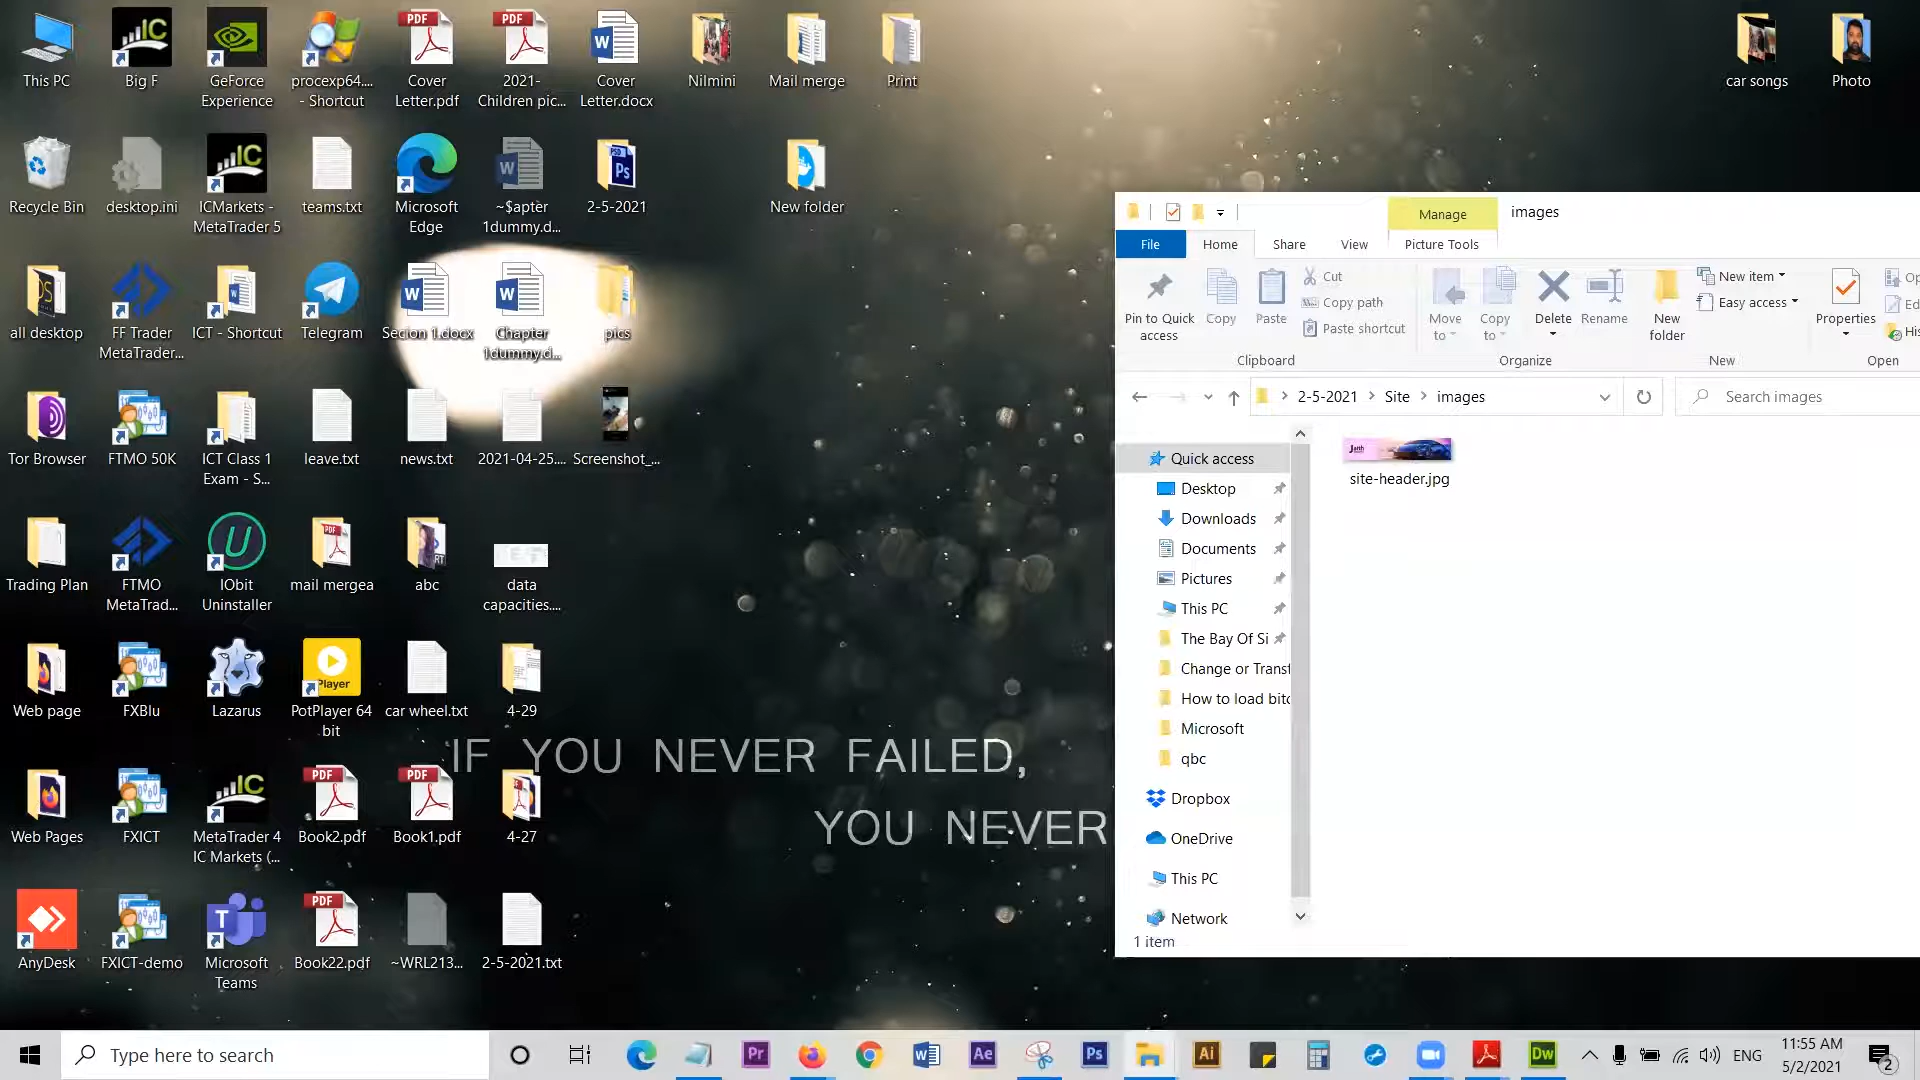 This PC
Big F
GeForce
Experience
procexp64....
- Shortcut
Cover
Letter.pdf
2021-
Children pic...
Cover
Letter.docx
Nilmini
Mail merge
Print
car songs
Photo
Recycle Bin
desktop.ini
ICMarkets -
MetaTrader 5
teams.txt
Microsoft
Edge
~$apter
1dummy.d...
2-5-2021
New folder
all desktop
FF Trader
MetaTrader...
ICT - Shortcut
Telegram
Secion 1.docx
Chapter
1dummy.d...
pics
Tor Browser
FTMO 50K
ICT Class 1
Exam - S...
leave.txt
news.txt
2021-04-25....
Screenshot_...
Trading Plan
FTMO
MetaTrad...
IObit
Uninstaller
mail mergea
abc
data
capacities....
Web page
FXBlu
Lazarus
Player
PotPlayer 64
bit
car wheel.txt
4-29
Web Pages
FXICT
MetaTrader 4
IC Markets (...
Book2.pdf
Book1.pdf
4-27
AnyDesk
FXICT-demo
Microsoft
Teams
Book22.pdf
~WRL213...
2-5-2021.txt
IF YOU NEVER FAILED,
YOU NEVER
Manage
images
File
Home
Share
View
Picture Tools
Pin to Quick
access
Copy
Paste
Cut
Copy path
Paste shortcut
Clipboard
Move
to
Copy
to
Delete
Rename
Organize
New
folder
New item
Easy access
New
Properties
Op
Ed
His
Open
2-5-2021 > Site > images
Search images
Quick access
Desktop
Downloads
Documents
Pictures
This PC
The Bay Of Si
Change or Transf
How to load bitc
Microsoft
qbc
Dropbox
OneDrive
This PC
Network
site-header.jpg
1 item
Type here to search
ENG
11:55 AM
5/2/2021
2